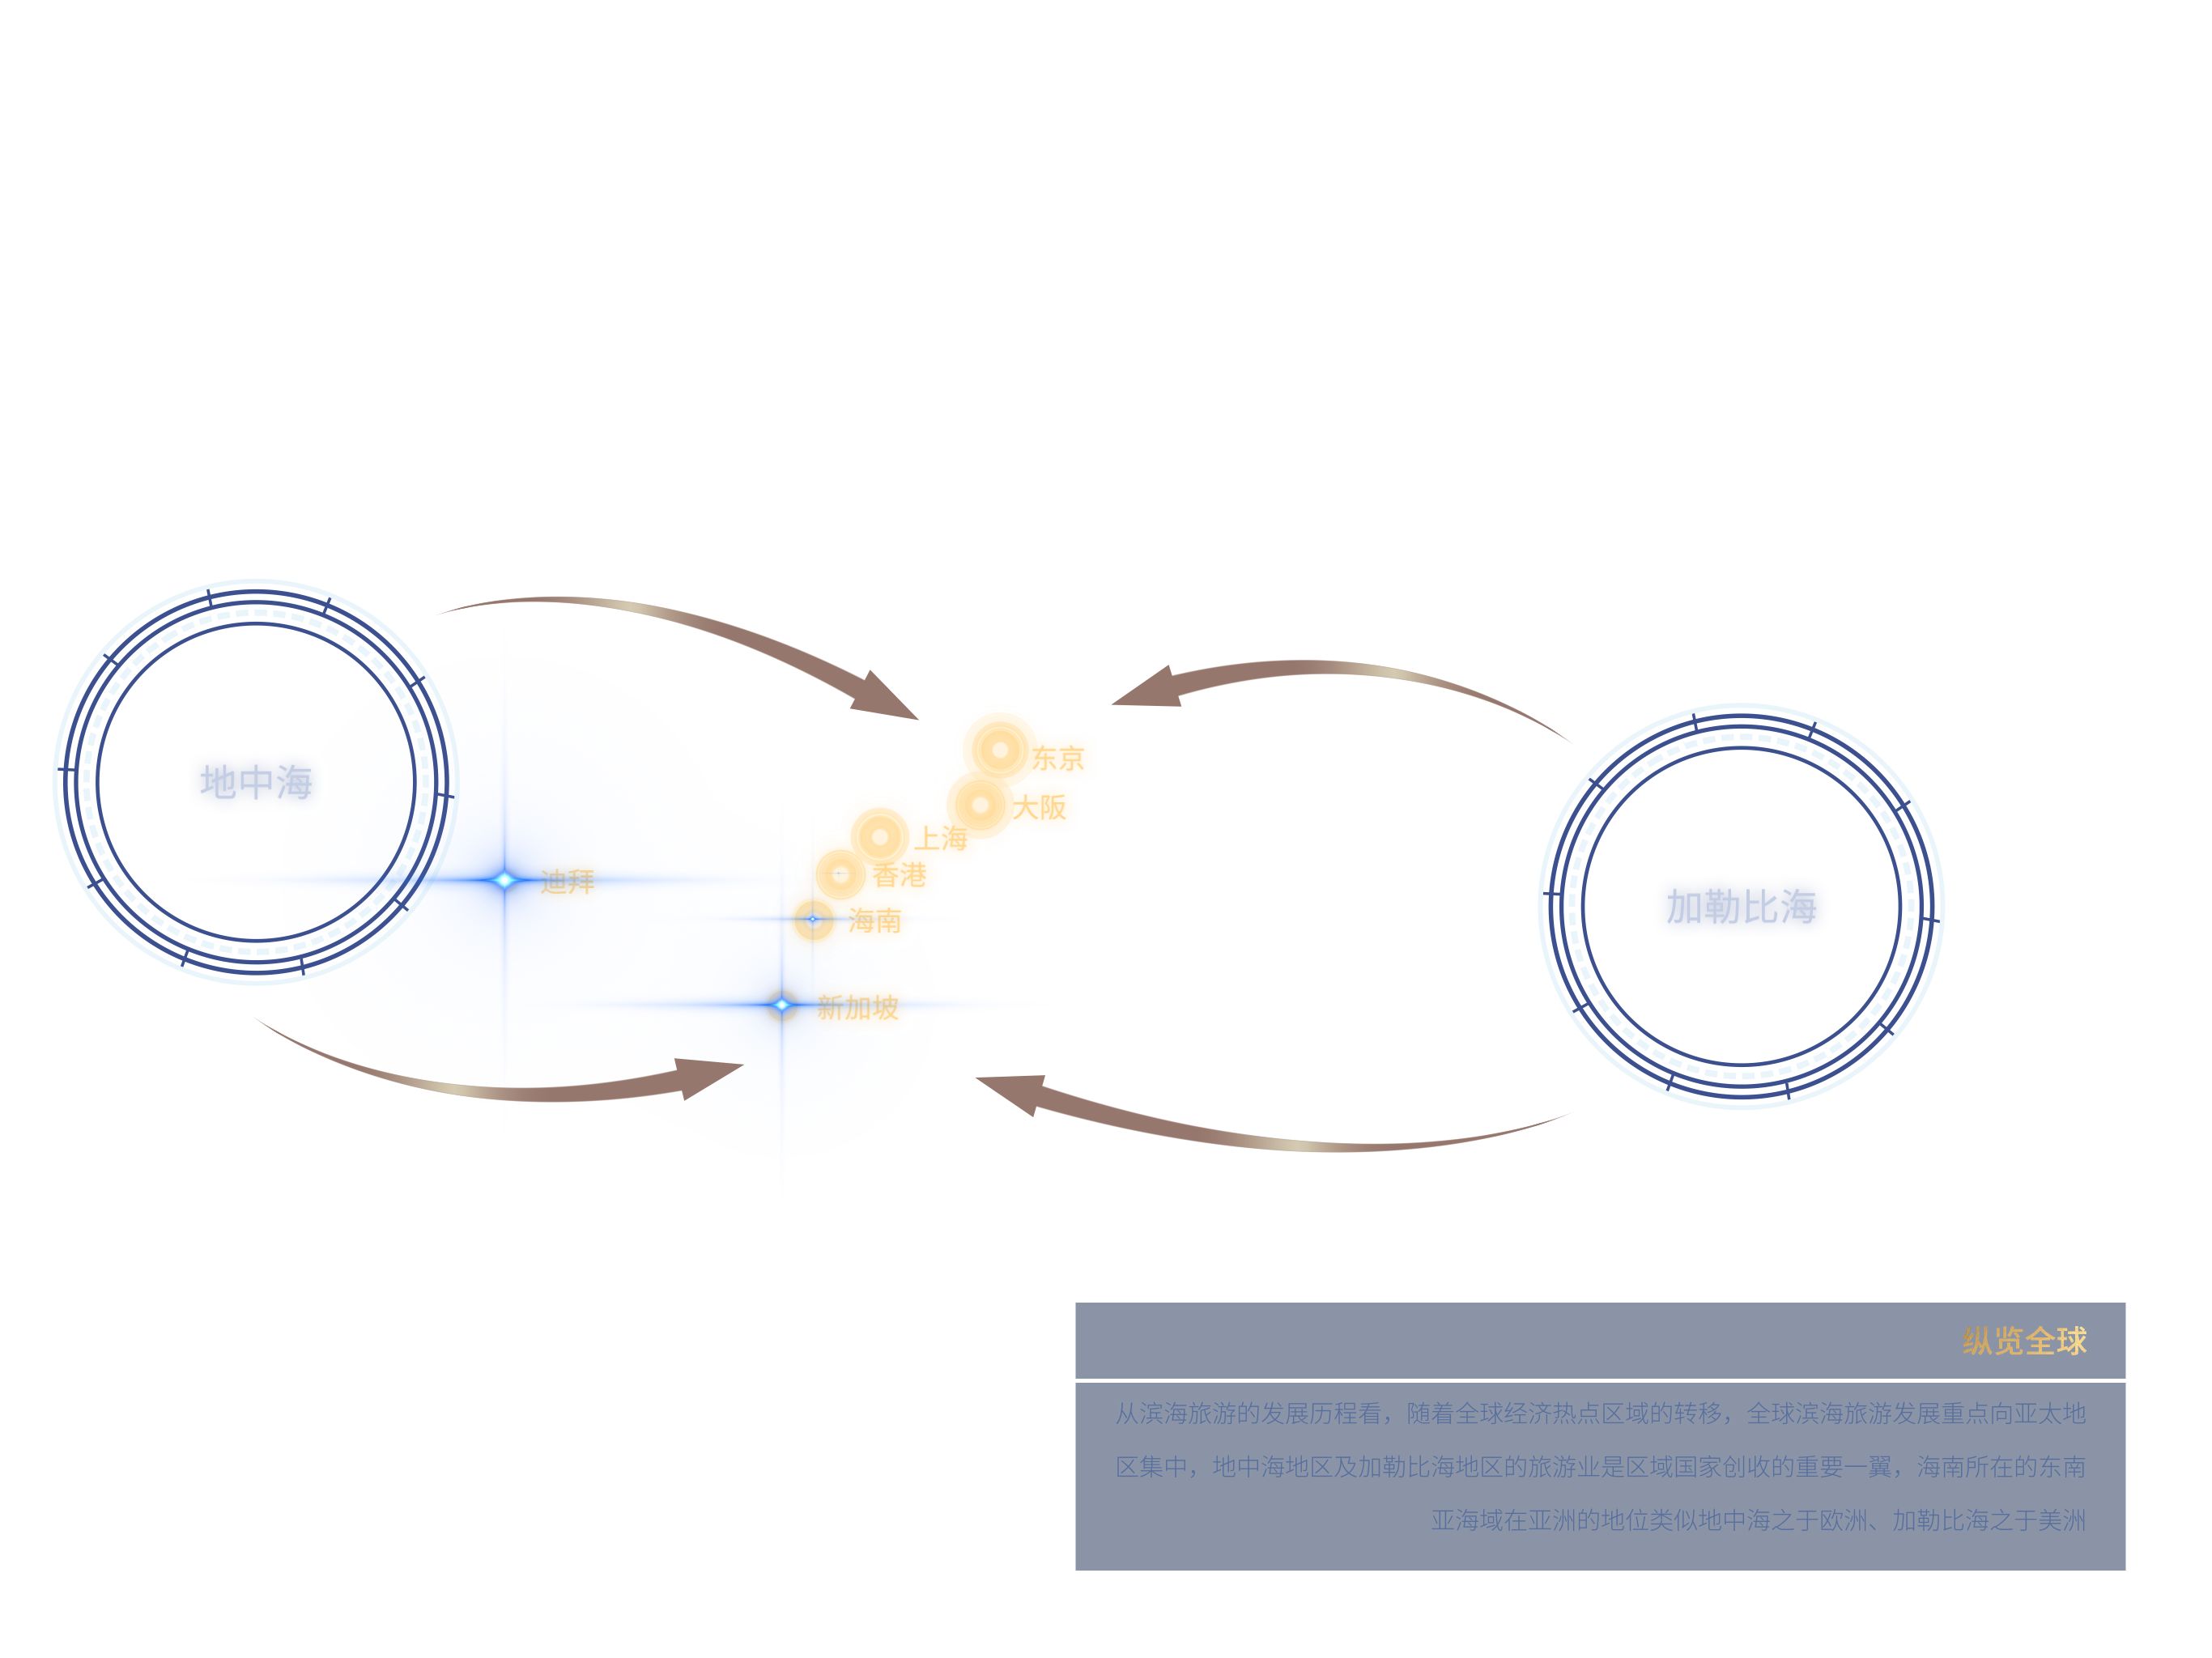 地中海
东京
大阪
上海
香港
迪拜
海南
加勒比海
新加坡
纵览全球
从滨海旅游的发展历程看，随着全球经济热点区域的转移，全球滨海旅游发展重点向亚太地
区集中，地中海地区及加勒比海地区的旅游业是区域国家创收的重要一翼，海南所在的东南
亚海域在亚洲的地位类似地中海之于欧洲、加勒比海之于美洲